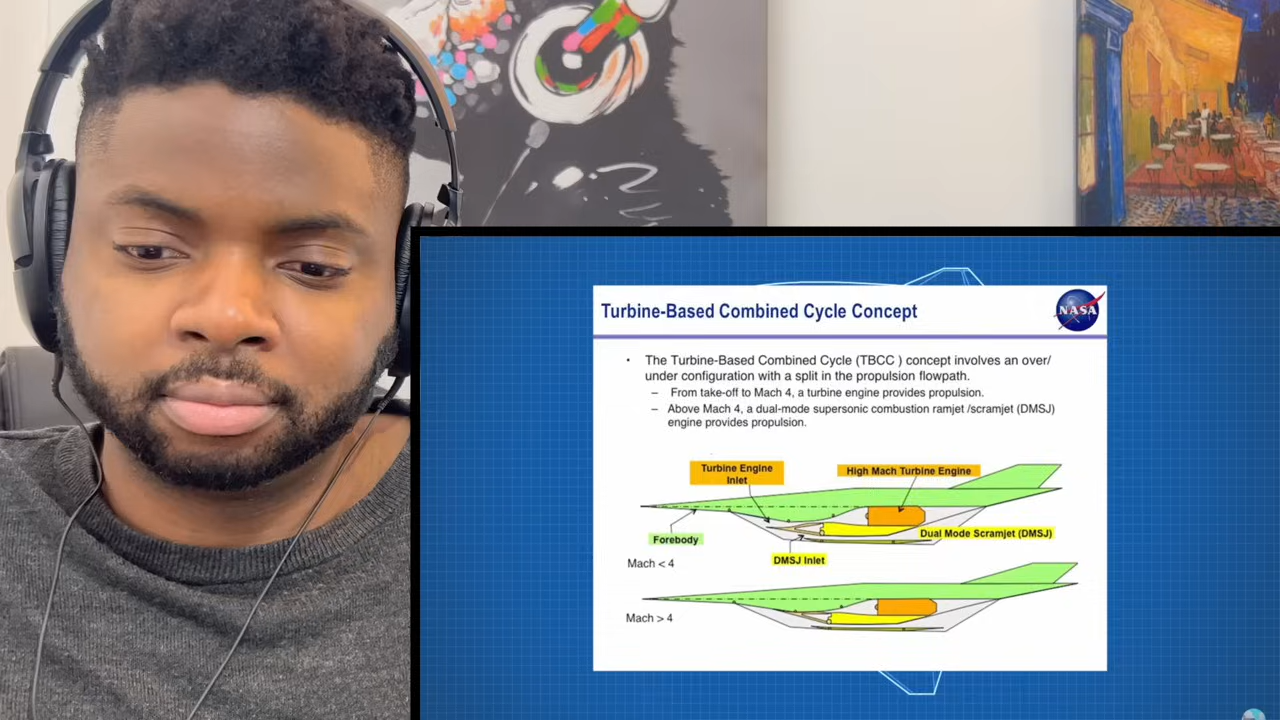 Turbine-Based Combined Cycle Concept
NASA
• The Turbine-Based Combined Cycle (TBCC ) concept involves an over/
under configuration with a split in the propulsion flowpath.
– From take-off to Mach 4, a turbine engine provides propulsion.
– Above Mach 4, a dual-mode supersonic combustion ramjet /scramjet (DMSJ)
engine provides propulsion.
Turbine Engine
Inlet
High Mach Turbine Engine
Forebody
Dual Mode Scramjet (DMSJ)
DMSJ Inlet
Mach < 4
Mach > 4